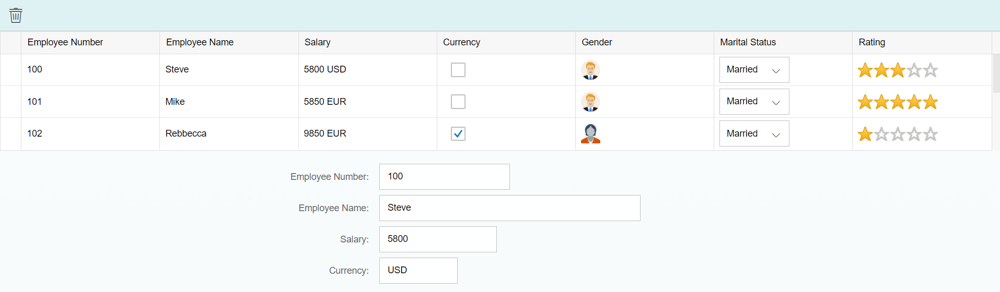 Employee Number Employee Name Salary Currency Gender Marital Status Rating
100 Steve 5800 USD Married
101 Mike 5850 EUR Married
102 Rebbecca 9850 EUR Married
Employee Number: 100
Employee Name: Steve
Salary: 5800
Currency: USD